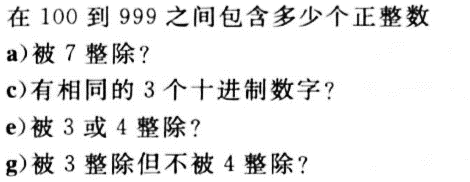 在 100 到 999 之间包含多少个正整数
a)被 7 整除?
c)有相同的 3 个十进制数字?
e)被 3 或 4 整除?
g)被 3 整除但不被 4 整除?